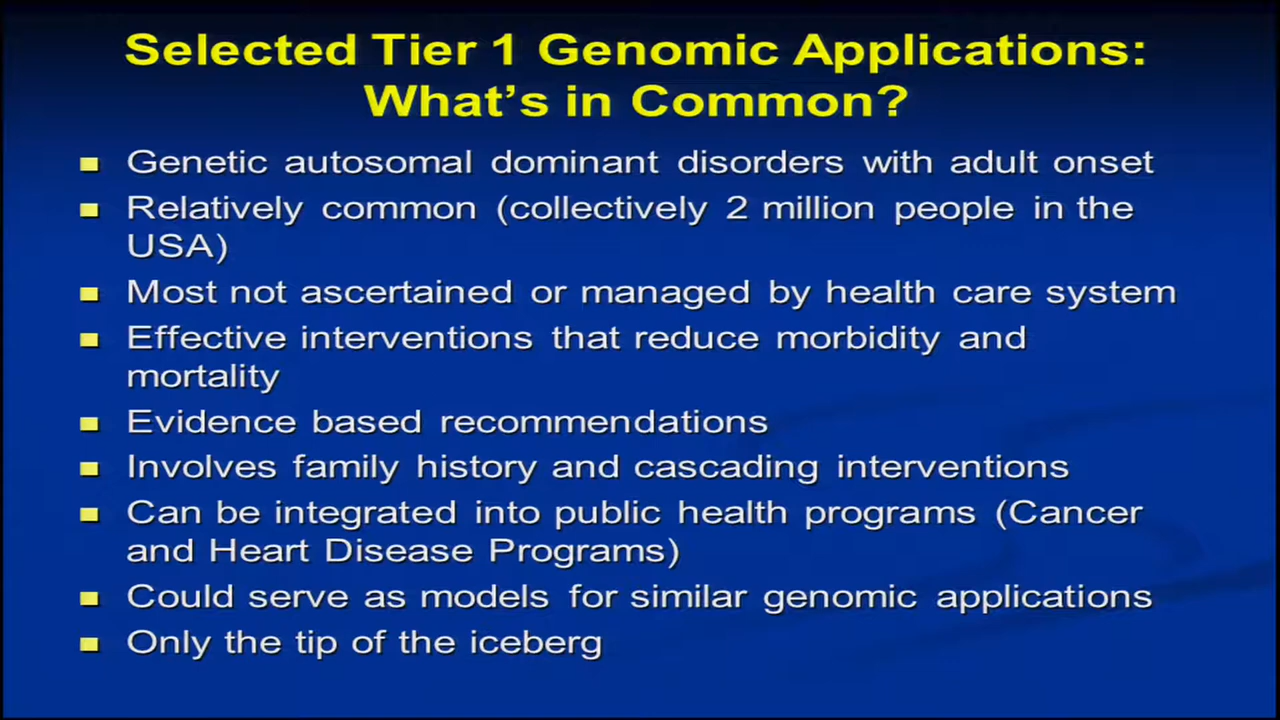 Selected Tier 1 Genomic Applications:
What's in Common?
Genetic autosomal dominant disorders with adult onset
Relatively common (collectively 2 million people in the
USA)
Most not ascertained or managed by health care system
Effective interventions that reduce morbidity and
mortality
Evidence based recommendations
Involves family history and cascading interventions
Can be integrated into public health programs (Cancer
and Heart Disease Programs)
Could serve as models for similar genomic applications
Only the tip of the iceberg